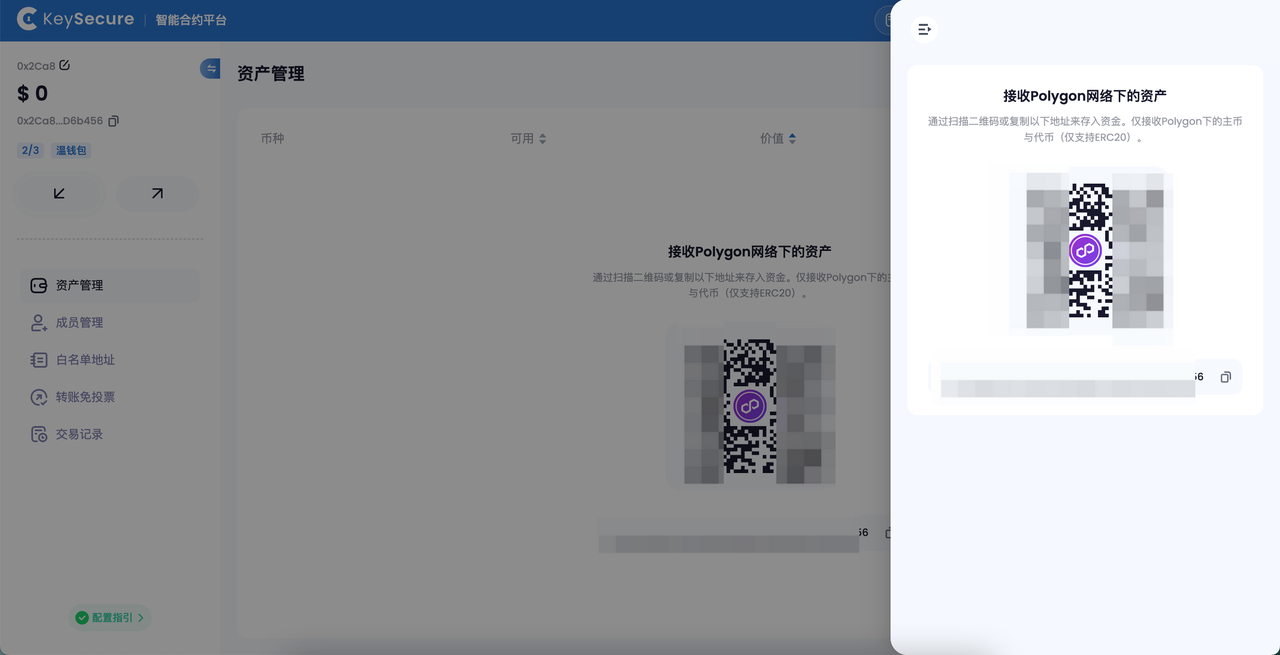 KeySecure
智能合约平台
0x2Ca8
$ 0
0x2Ca8...D6b456
2/3
温钱包
资产管理
成员管理
白名单地址
转账免投票
交易记录
配置指引
资产管理
币种
可用
价值
接收Polygon网络下的资产
通过扫描二维码或复制以下地址来存入资金。仅接收Polygon下的
与代币（仅支持ERC20）。
56
接收Polygon网络下的资产
通过扫描二维码或复制以下地址来存入资金。仅接收Polygon下的主币
与代币（仅支持ERC20）。
56